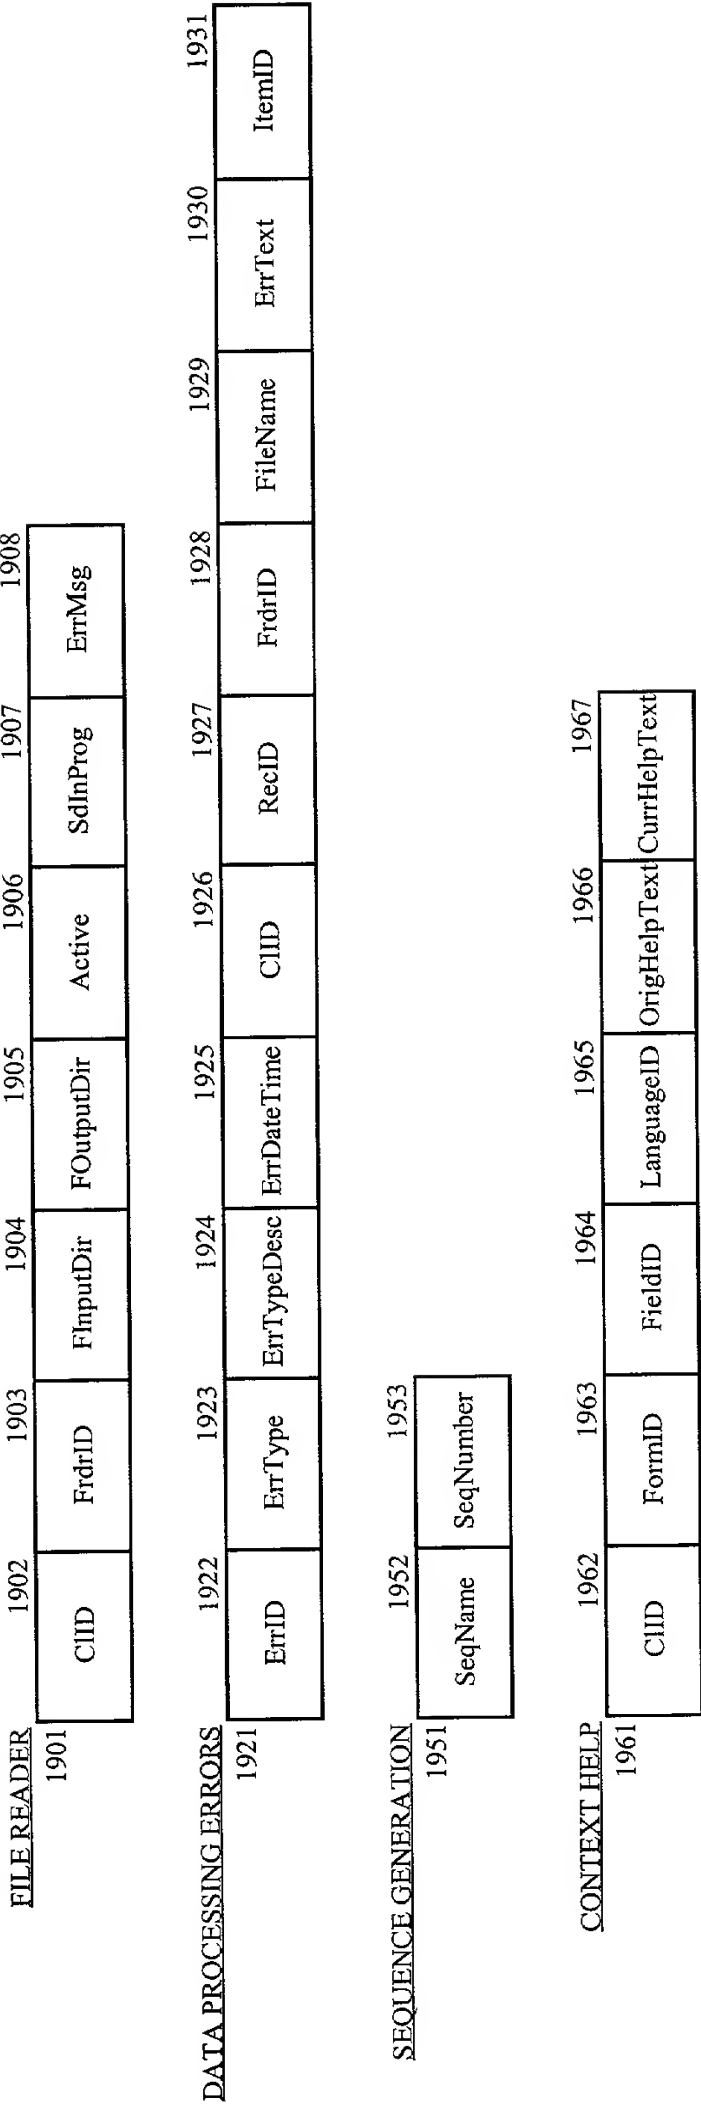 FILE READER
1901
1902 1903 1904 1905 1906 1907 1908
ClID FrdrID FInputDir FOutputDir Active SdInProg ErrMsg
DATA PROCESSING ERRORS
1921
1922 1923 1924 1925 1926 1927 1928 1929 1930 1931
ErrID ErrType ErrTypeDesc ErrDateTime ClID RecID FrdrID FileName ErrText ItemID
SEQUENCE GENERATION
1951
1952 1953
SeqName SeqNumber
CONTEXT HELP
1961
1962 1963 1964 1965 1966 1967
ClID FormID FieldID LanguageID OrigHelpText CurrHelpText